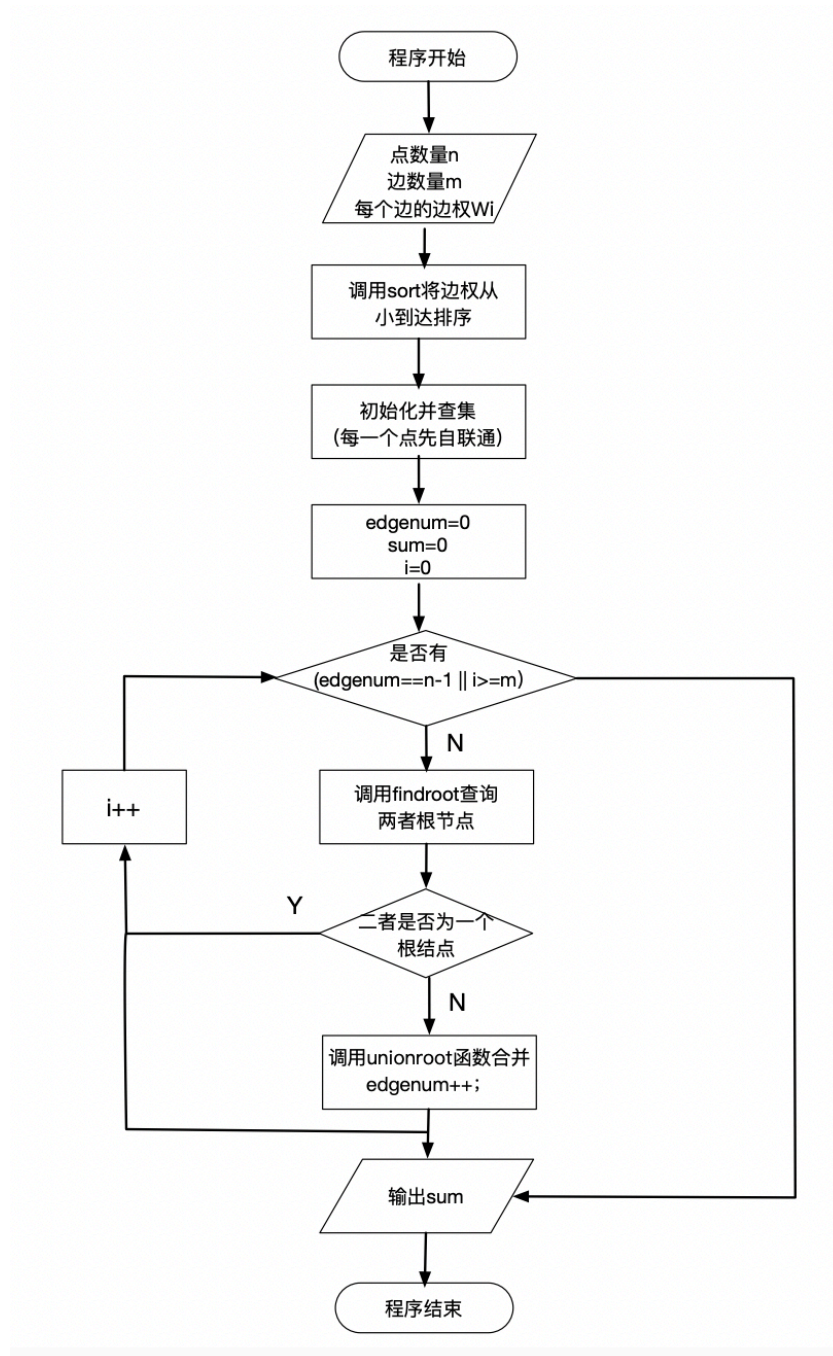 程序开始
点数量n
边数量m
每个边的边权Wi
调用sort将边权从
小到达排序
初始化并查集
（每一个点先自联通）
edgenum=0
sum=0
i=0
是否有
(edgenum==n-1 || i>=m）
N
调用findroot查询
两者根节点
i++
Y
二者是否为一个
根结点
N
调用unionroot函数合并
edgenum++；
输出sum
程序结束